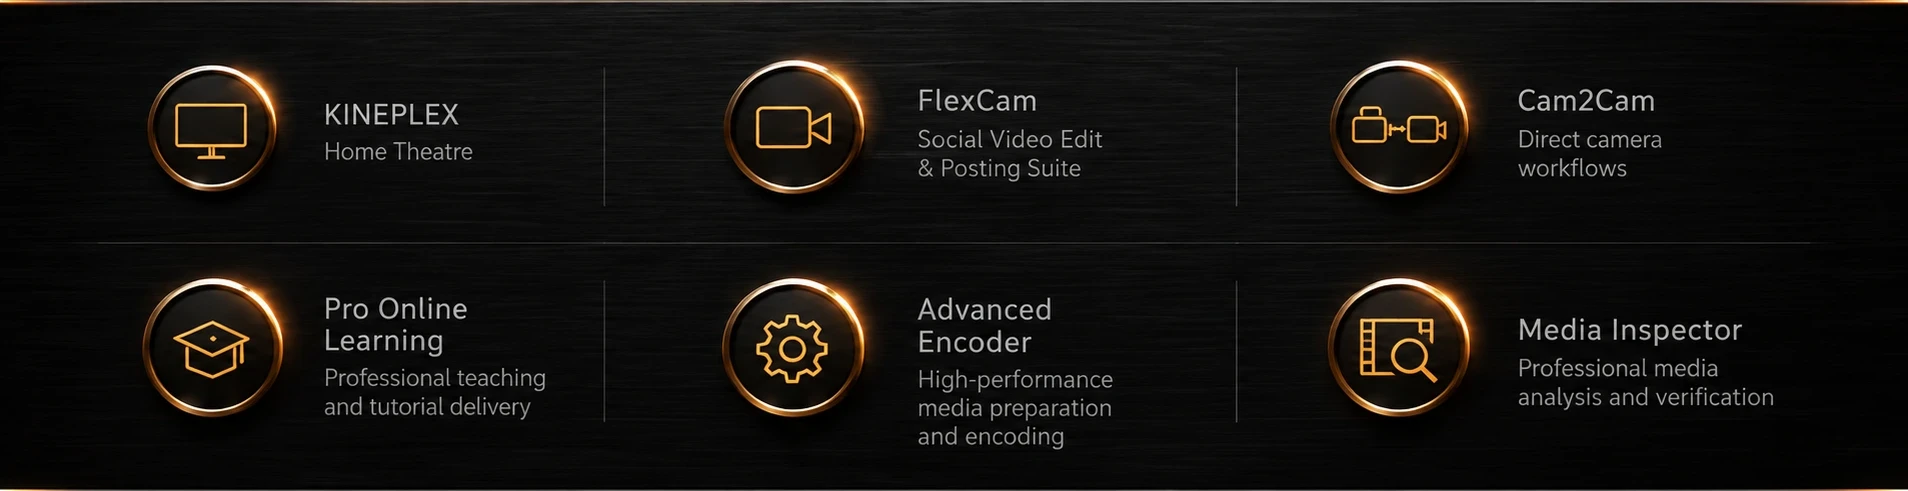 KINEPLEX
Home Theatre
FlexCam
Social Video Edit
& Posting Suite
Cam2Cam
Direct camera
workflows
Pro Online
Learning
Professional teaching
and tutorial delivery
Advanced
Encoder
High-performance
media preparation
and encoding
Media Inspector
Professional media
analysis and verification